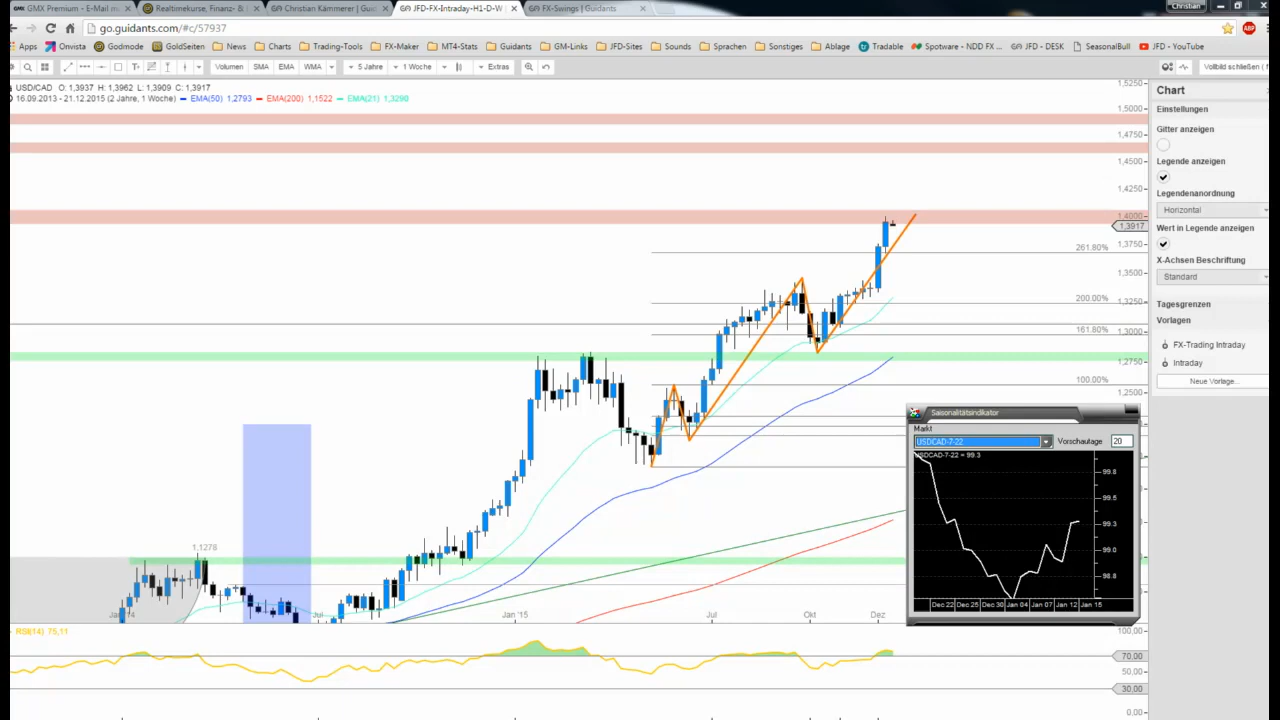 GMX Premium - E-Mail m
Realtimekurse, Finanz- &
Christian Kämmerer | Guid
JFD-FX-Intraday-H1-D-W
FX-Swings | Guidants
Christian
go.guidants.com/#c/57937
Apps Onvista Godmode GoldSeiten News Charts Trading-Tools FX-Maker MT4-Stats Guidants GM-Links JFD-Sites Sounds Sprachen Sonstiges Ablage Tradable Spotware - NDD FX ... JFD - DESK SeasonalBull JFD - YouTube
Volumen SMA EMA WMA 5 Jahre 1 Woche Extras Vollbild schließen (
USD/CAD O: 1,3937 H: 1,3962 L: 1,3909 C: 1,3917
16.09.2013 - 21.12.2015 (2 Jahre, 1 Woche) EMA(50) 1,2793 EMA(200) 1,1522 EMA(21) 1,3290
1,5250
1,5000
1,4750
1,4500
1,4250
1,4000
1,3917
1,3750
1,3500
1,3250
1,3000
1,2750
1,2500
261.80%
200.00%
161.80%
100.00%
1,1278
Jan '14
Jul
Jan '15
Jul
Okt
Dez
RSI(14) 75,11
100,00
70,00
50,00
30,00
0,00
Chart
Einstellungen
Gitter anzeigen
Legende anzeigen
Legendenanordnung
Horizontal
Wert in Legende anzeigen
X-Achsen Beschriftung
Standard
Tagesgrenzen
Vorlagen
FX-Trading Intraday
Intraday
Neue Vorlage...
Saisonalitätsindikator
Markt
USDCAD-7-22
Vorschautage
20
USDCAD-7-22 = 99.3
99.8
99.5
99.3
99.0
98.8
Dec 22 Dec 25 Dec 30 Jan 04 Jan 07 Jan 12 Jan 15